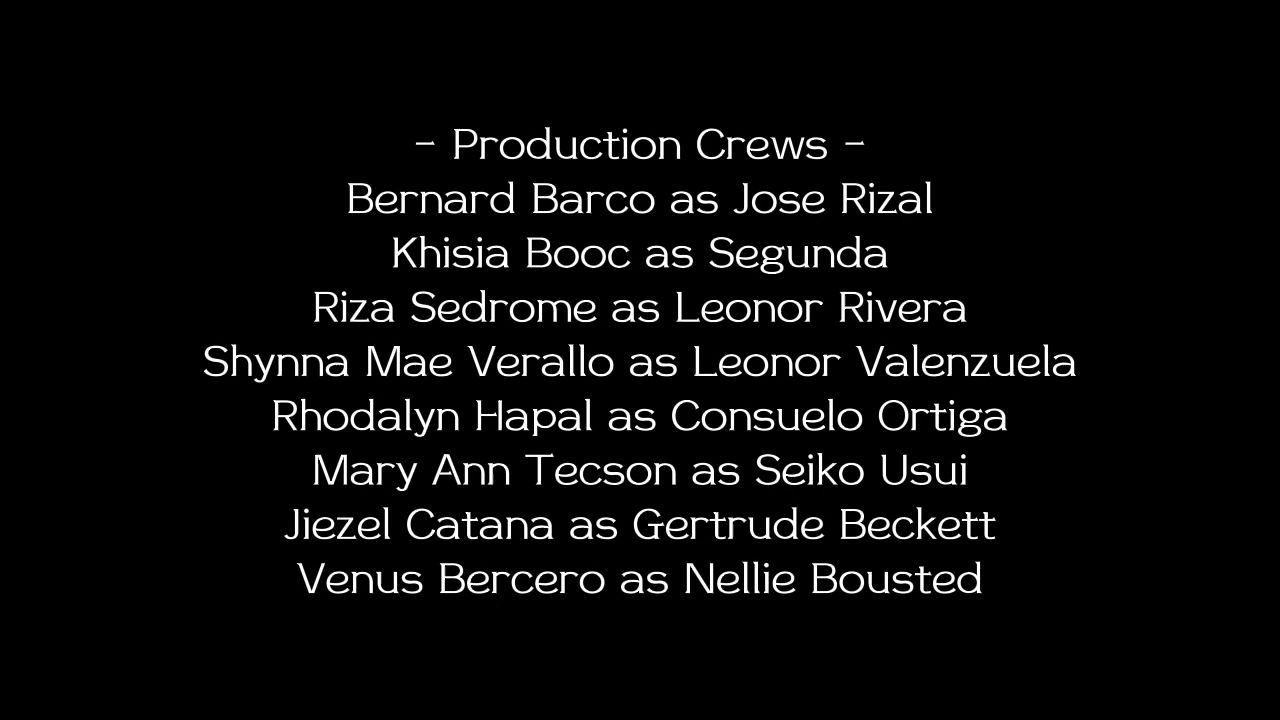 - Production Crews -
Bernard Barco as Jose Rizal
Khisia Booc as Segunda
Riza Sedrome as Leonor Rivera
Shynna Mae Verallo as Leonor Valenzuela
Rhodalyn Hapal as Consuelo Ortiga
Mary Ann Tecson as Seiko Usui
Jiezel Catana as Gertrude Beckett
Venus Bercero as Nellie Bousted